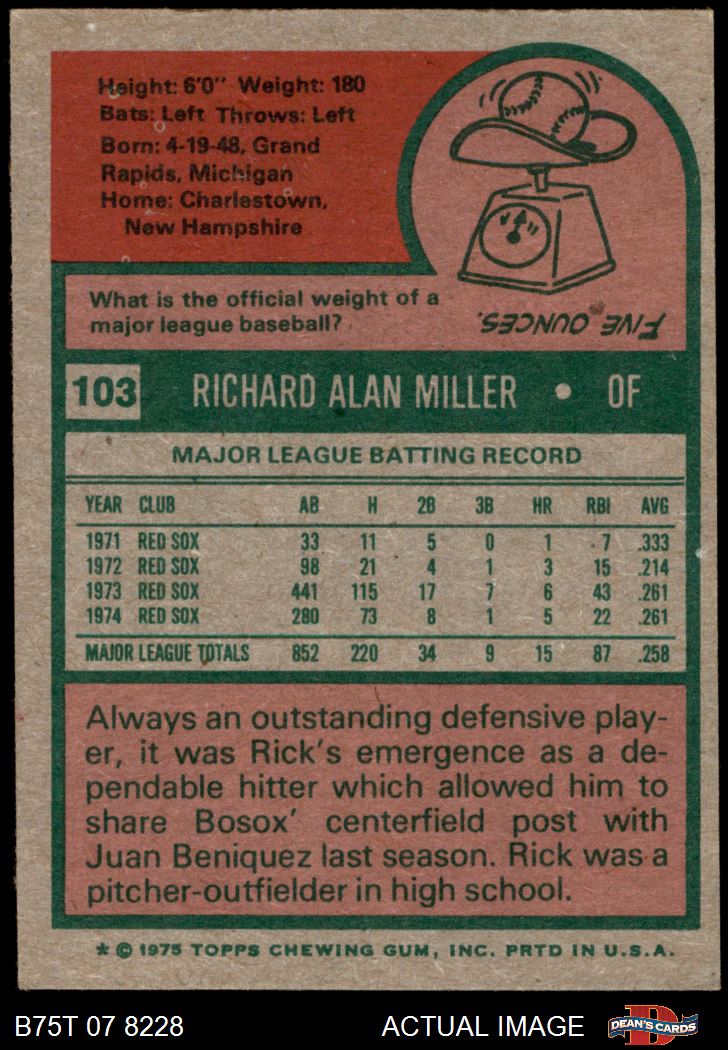 Height: 6'0" Weight: 180
Bats: Left Throws: Left
Born: 4-19-48, Grand
Rapids, Michigan
Home: Charlestown,
New Hampshire
What is the official weight of a
major league baseball?
FIVE OUNCES.
103 RICHARD ALAN MILLER • OF
MAJOR LEAGUE BATTING RECORD
YEAR CLUB AB H 2B 3B HR RBI AVG
1971 RED SOX 33 11 5 0 1 7 .333
1972 RED SOX 98 21 4 1 3 15 .214
1973 RED SOX 441 115 17 7 6 43 .261
1974 RED SOX 280 73 8 1 5 22 .261
MAJOR LEAGUE TOTALS 852 220 34 9 15 87 .258
Always an outstanding defensive play-
er, it was Rick's emergence as a de-
pendable hitter which allowed him to
share Bosox' centerfield post with
Juan Beniquez last season. Rick was a
pitcher-outfielder in high school.
* © 1975 TOPPS CHEWING GUM, INC. PRTD IN U.S.A.
B75T 07 8228 ACTUAL IMAGE DEAN'S CARDS